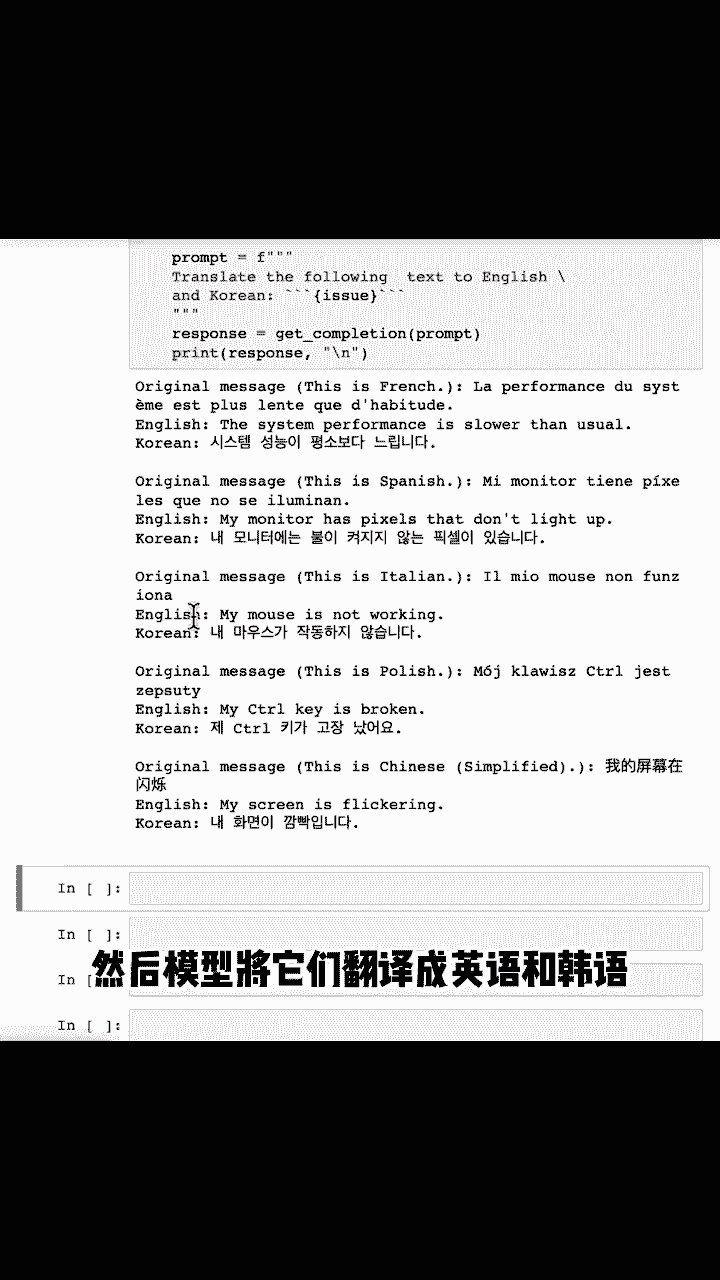 prompt = f"""
Translate the following  text to English \
and Korean: ```{issue}```
"""
response = get_completion(prompt)
print(response, "\n")
Original message (This is French.): La performance du syst
ème est plus lente que d'habitude.
English: The system performance is slower than usual.
Korean: 시스템 성능이 평소보다 느립니다.
Original message (This is Spanish.): Mi monitor tiene píxe
les que no se iluminan.
English: My monitor has pixels that don't light up.
Korean: 내 모니터에는 불이 켜지지 않는 픽셀이 있습니다.
Original message (This is Italian.): Il mio mouse non funz
iona
English: My mouse is not working.
Korean: 내 마우스가 작동하지 않습니다.
Original message (This is Polish.): Mój klawisz Ctrl jest
zepsuty
English: My Ctrl key is broken.
Korean: 제 Ctrl 키가 고장 났어요.
Original message (This is Chinese (Simplified).): 我的屏幕在
闪烁
English: My screen is flickering.
Korean: 내 화면이 깜빡입니다.
In [ ]:
In [ ]:
In [
然后模型將它们翻译成英语和韩语
In [ ]: